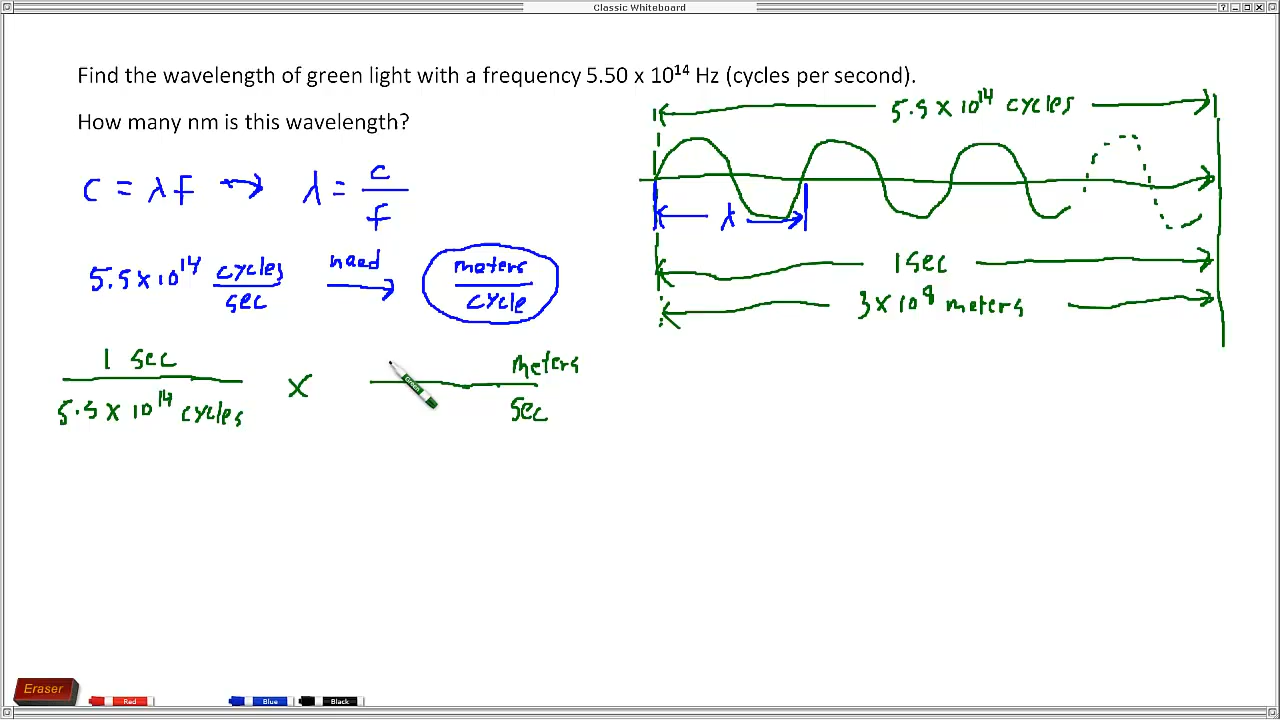 Classic Whiteboard
Find the wavelength of green light with a frequency 5.50 x 10¹⁴ Hz (cycles per second).
How many nm is this wavelength?
5.5 x 10¹⁴ cycles
c = λ f → λ = c / f
λ
5.5 x 10¹⁴ cycles / sec need → meters / cycle
1 sec
3 x 10⁸ meters
1 sec / 5.5 x 10¹⁴ cycles x meters / sec
Green
Eraser
Red
Blue
Black